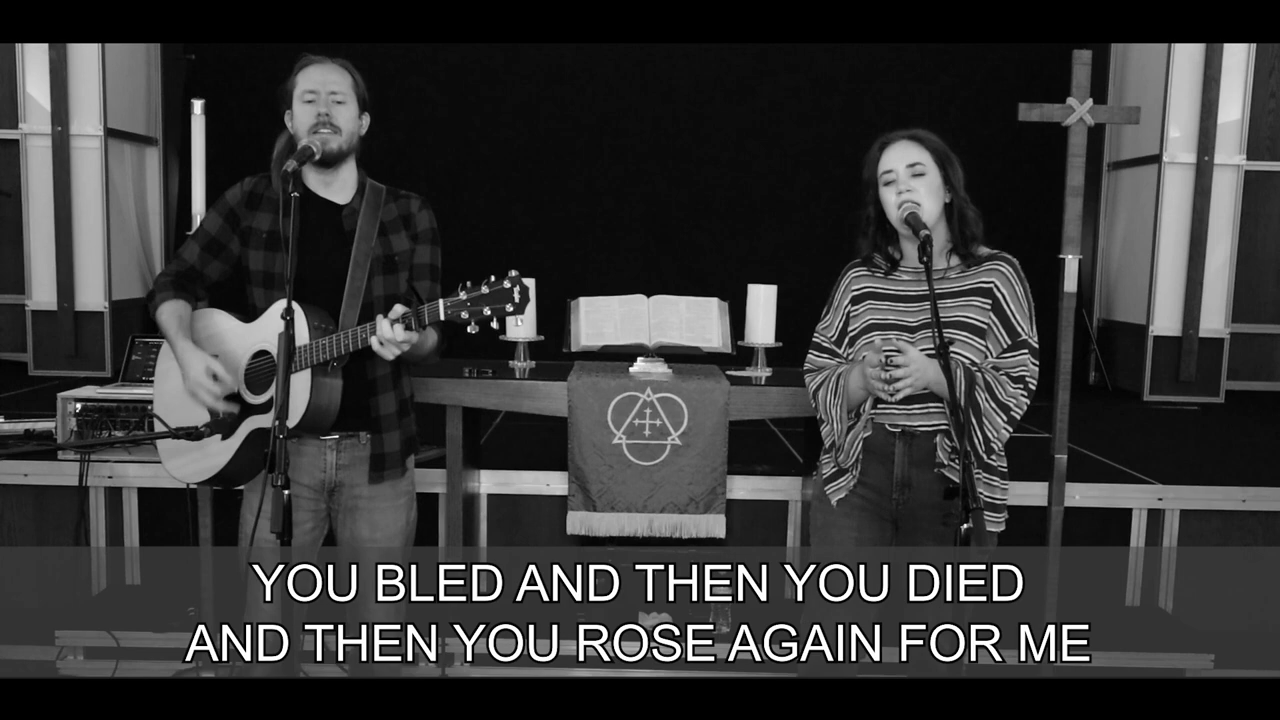 YOU BLED AND THEN YOU DIED
AND THEN YOU ROSE AGAIN FOR ME